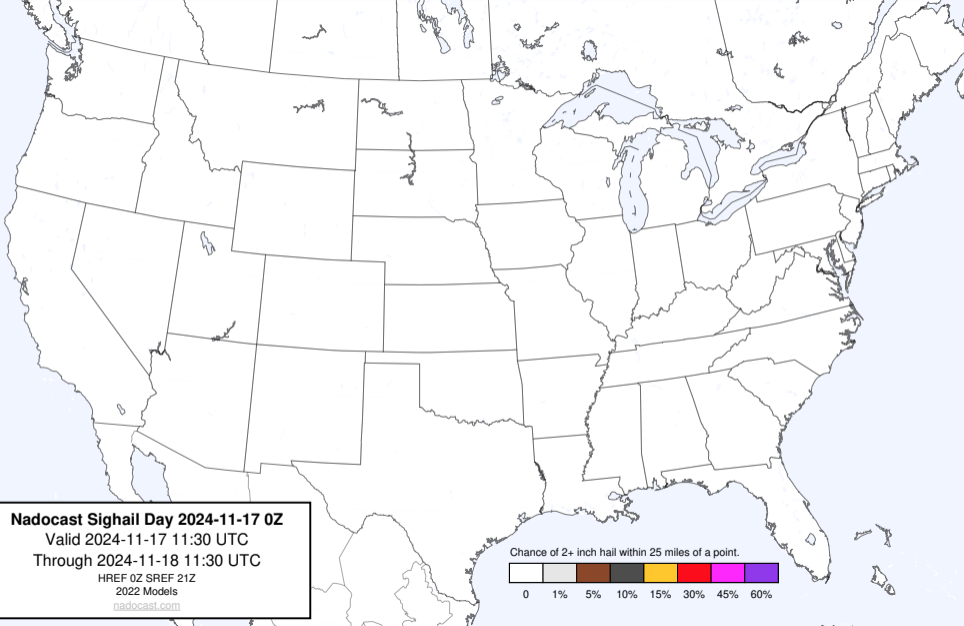 Nadocast Sighail Day 2024-11-17 0Z
Valid 2024-11-17 11:30 UTC
Through 2024-11-18 11:30 UTC
HREF 0Z SREF 21Z
2022 Models
nadocast.com
Chance of 2+ inch hail within 25 miles of a point.
0 1% 5% 10% 15% 30% 45% 60%